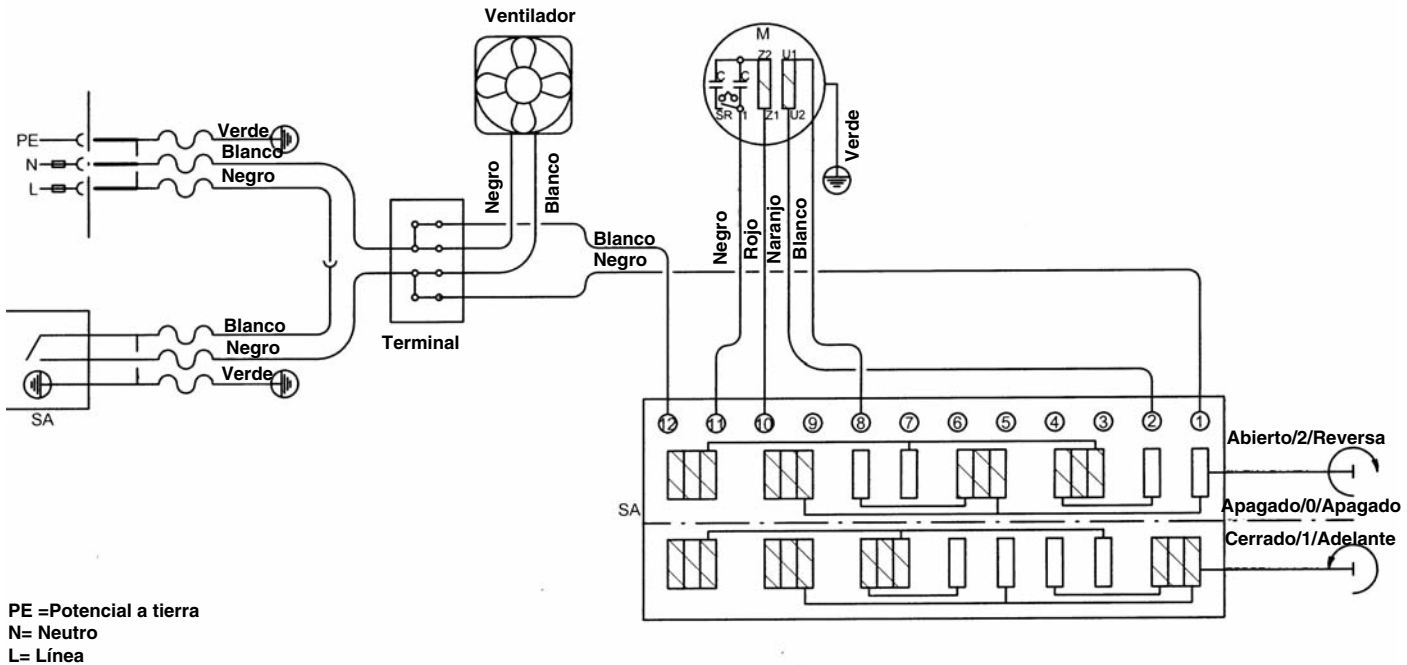 Ventilador
M
Z2 U1
C C
SR 1 Z1 U2
PE
N
L
Verde
Blanco
Negro
Negro
Blanco
Negro
Rojo
Naranjo
Blanco
Verde
Blanco
Negro
Blanco
Negro
Verde
Terminal
SA
12 11 10 9 8 7 6 5 4 3 2 1
SA
Abierto/2/Reversa
Apagado/0/Apagado
Cerrado/1/Adelante
PE =Potencial a tierra
N= Neutro
L= Línea